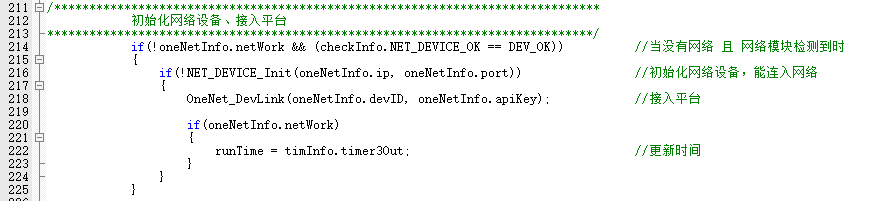 211 /******************************************************************************
212 初始化网络设备、接入平台
213 ******************************************************************************/
214 if(!oneNetInfo.netWork && (checkInfo.NET_DEVICE_OK == DEV_OK)) //当没有网络 且 网络模块检测到时
215 {
216 if(!NET_DEVICE_Init(oneNetInfo.ip, oneNetInfo.port)) //初始化网络设备，能连入网络
217 {
218 OneNet_DevLink(oneNetInfo.devID, oneNetInfo.apiKey); //接入平台
219
220 if(oneNetInfo.netWork)
221 {
222 runTime = timInfo.timer3Out; //更新时间
223 }
224 }
225 }